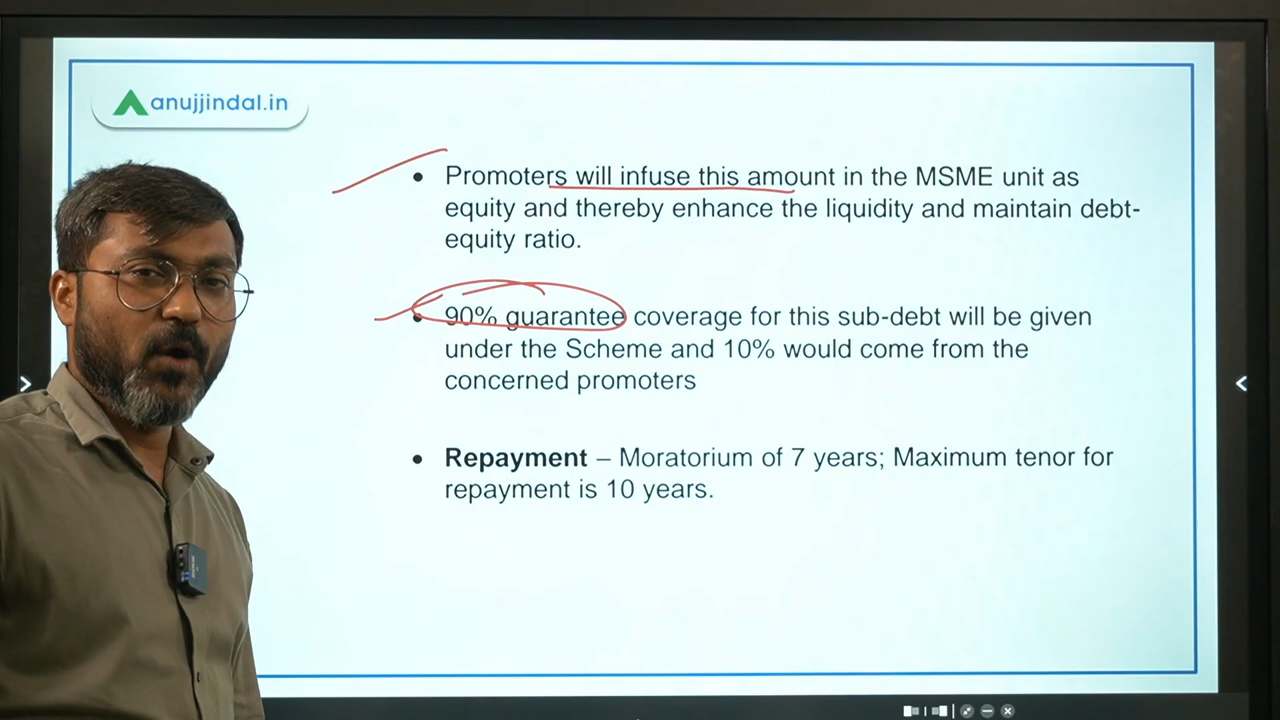 anujjindal.in
• Promoters will infuse this amount in the MSME unit as
equity and thereby enhance the liquidity and maintain debt-
equity ratio.
• 90% guarantee coverage for this sub-debt will be given
under the Scheme and 10% would come from the
concerned promoters
• Repayment – Moratorium of 7 years; Maximum tenor for
repayment is 10 years.